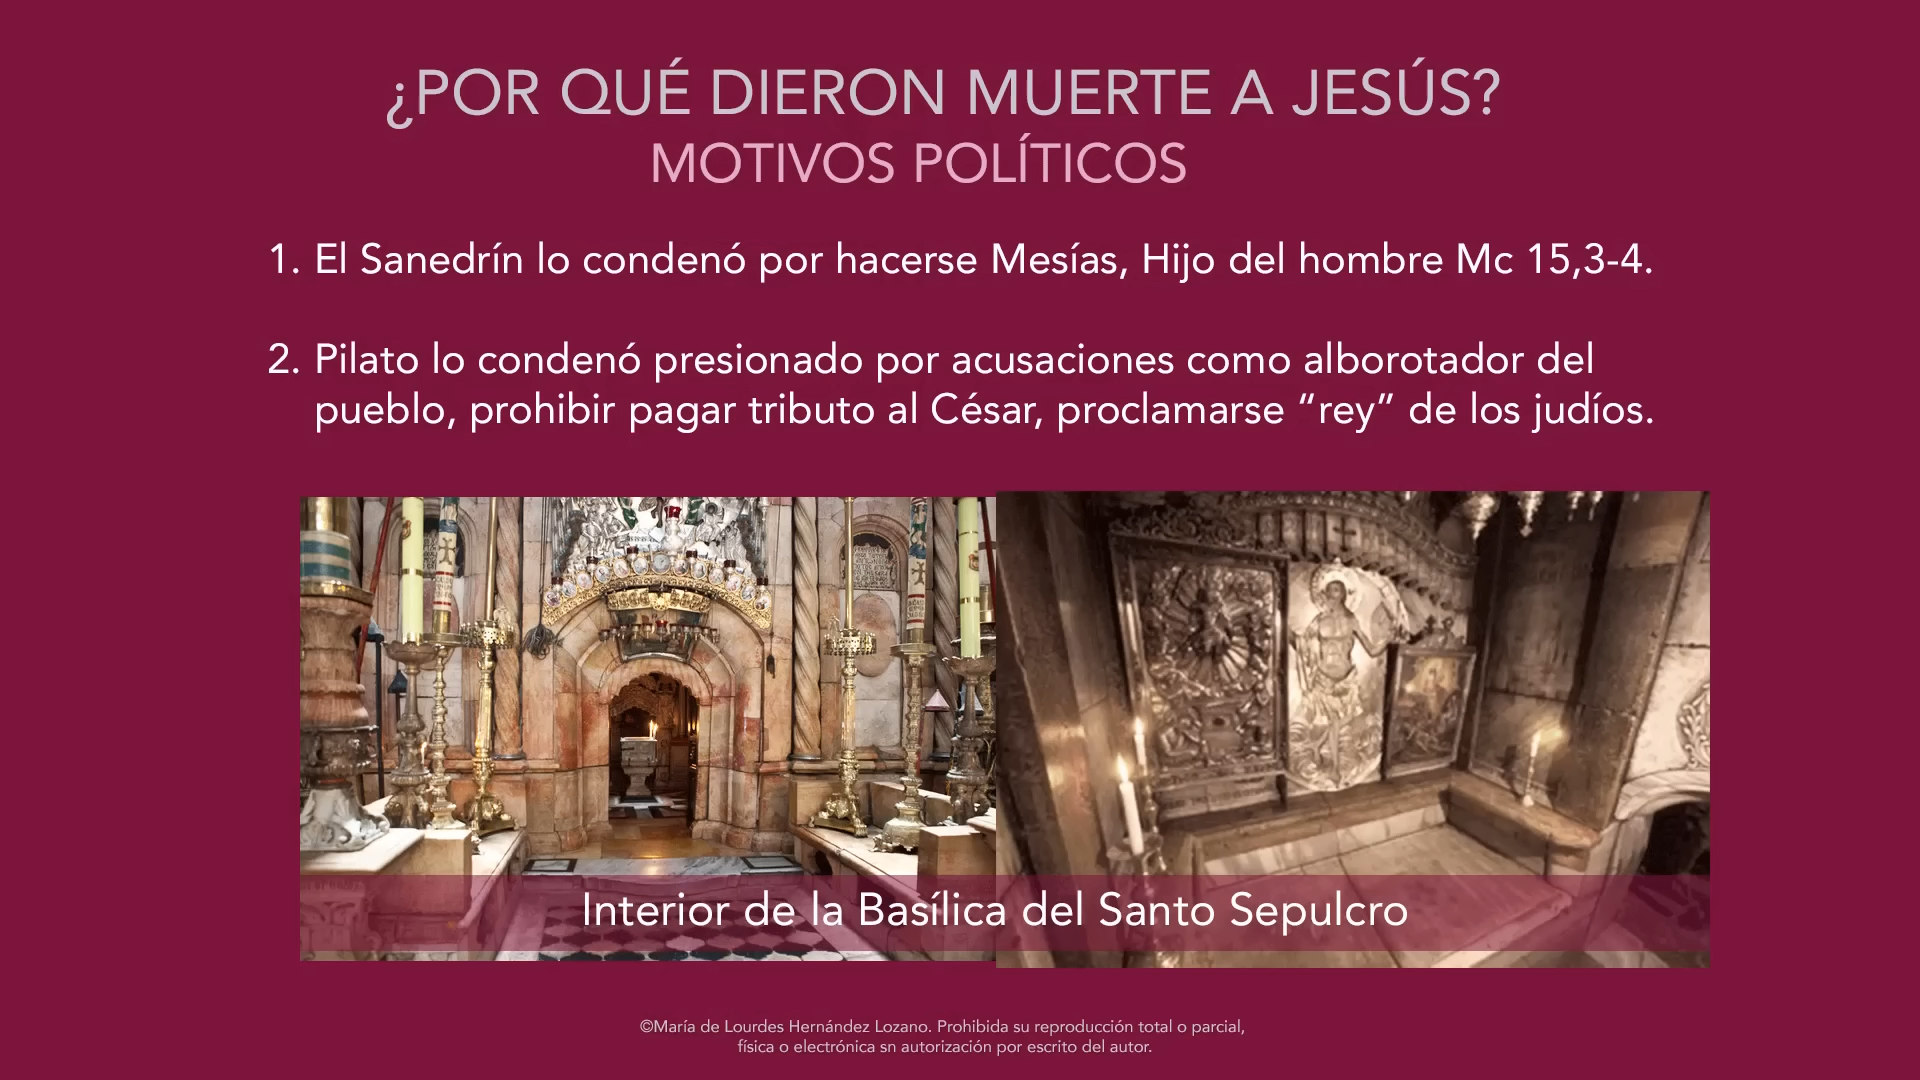 ¿POR QUÉ DIERON MUERTE A JESÚS?
MOTIVOS POLÍTICOS
1. El Sanedrín lo condenó por hacerse Mesías, Hijo del hombre Mc 15,3-4.
2. Pilato lo condenó presionado por acusaciones como alborotador del
pueblo, prohibir pagar tributo al César, proclamarse “rey” de los judíos.
Interior de la Basílica del Santo Sepulcro
©María de Lourdes Hernández Lozano. Prohibida su reproducción total o parcial,
física o electrónica sn autorización por escrito del autor.